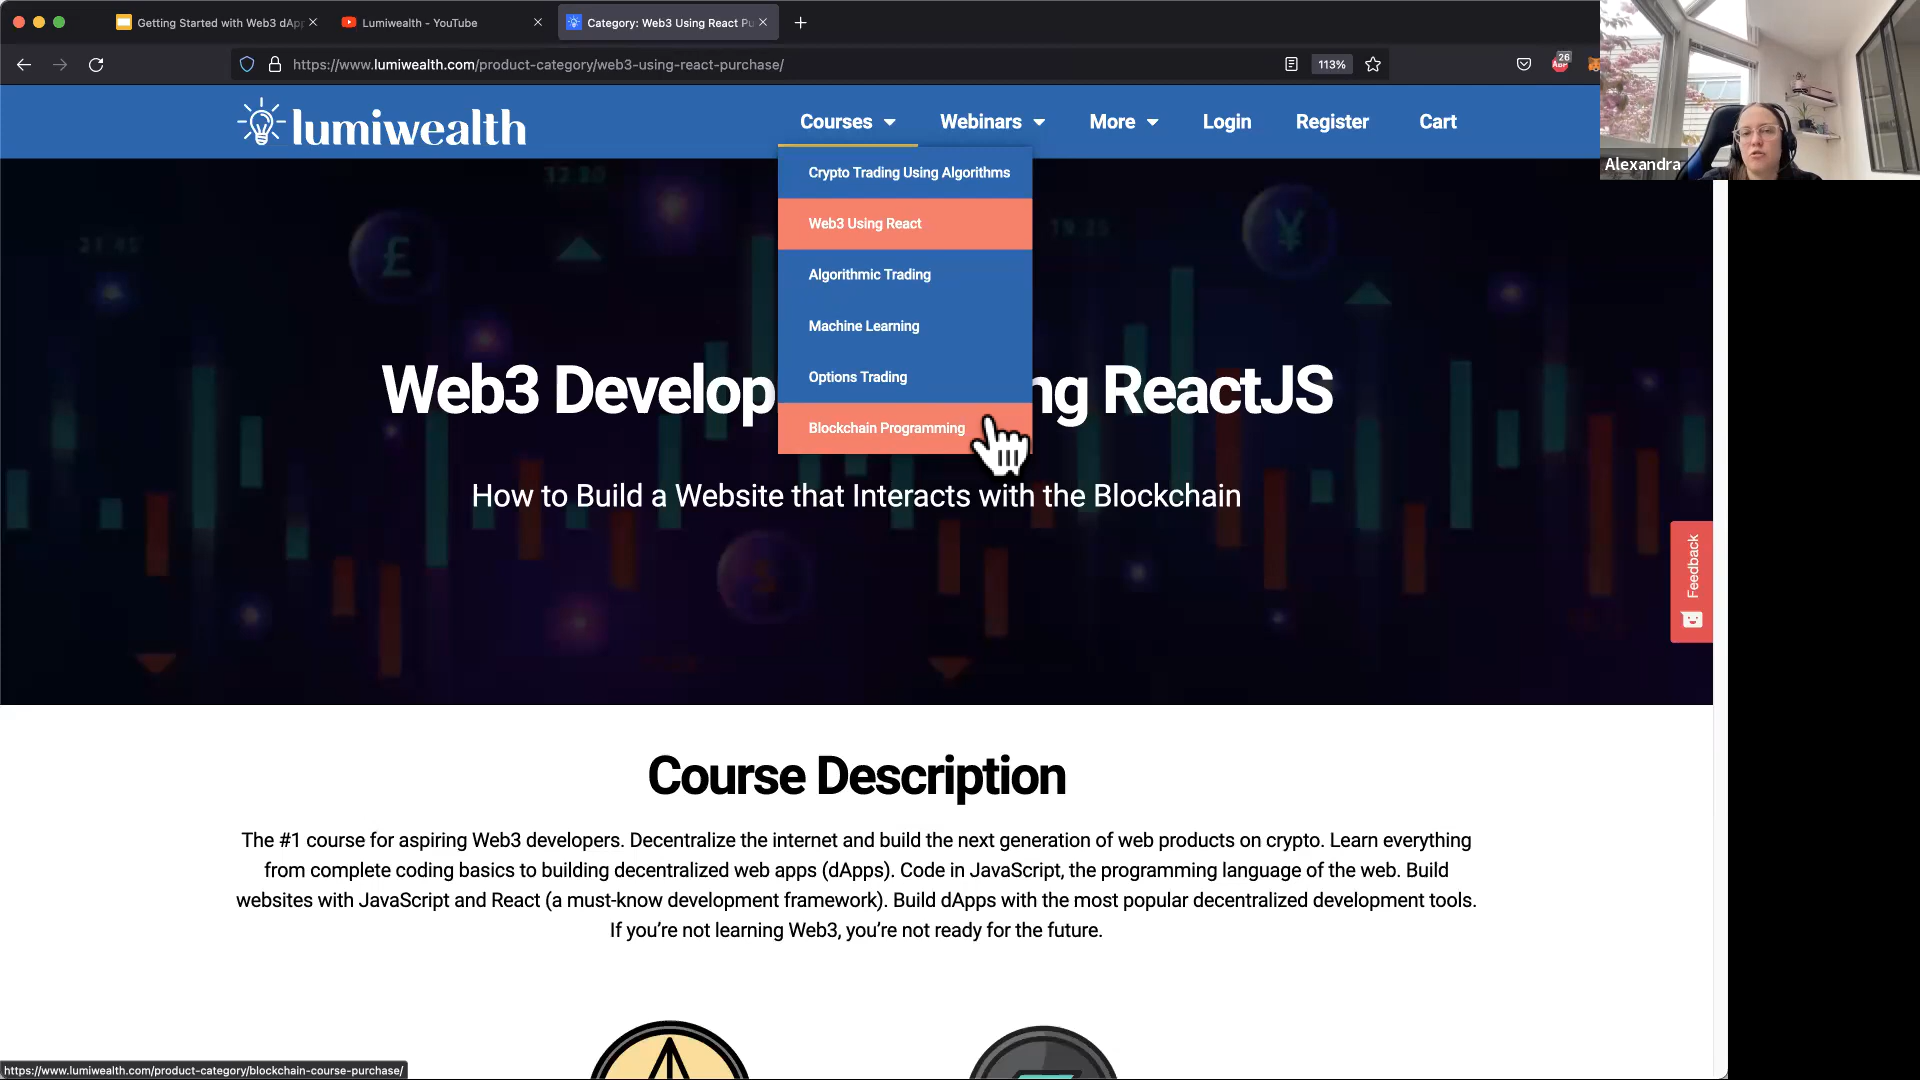 Getting Started with Web3 dApp
Lumiwealth - YouTube
Category: Web3 Using React Pu
https://www.lumiwealth.com/product-category/web3-using-react-purchase/
113%
26
ABP
lumiwealth
Courses
Webinars
More
Login
Register
Cart
Alexandra
Crypto Trading Using Algorithms
Web3 Using React
Algorithmic Trading
Machine Learning
Options Trading
Blockchain Programming
Web3 Develop
ng ReactJS
How to Build a Website that Interacts with the Blockchain
Feedback
Course Description
The #1 course for aspiring Web3 developers. Decentralize the internet and build the next generation of web products on crypto. Learn everything
from complete coding basics to building decentralized web apps (dApps). Code in JavaScript, the programming language of the web. Build
websites with JavaScript and React (a must-know development framework). Build dApps with the most popular decentralized development tools.
If you’re not learning Web3, you’re not ready for the future.
https://www.lumiwealth.com/product-category/blockchain-course-purchase/